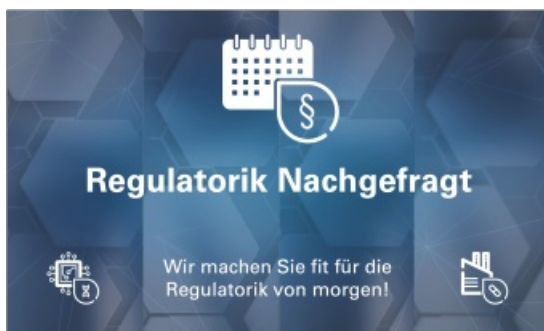 §
Regulatorik Nachgefragt
Wir machen Sie fit für die
Regulatorik von morgen!